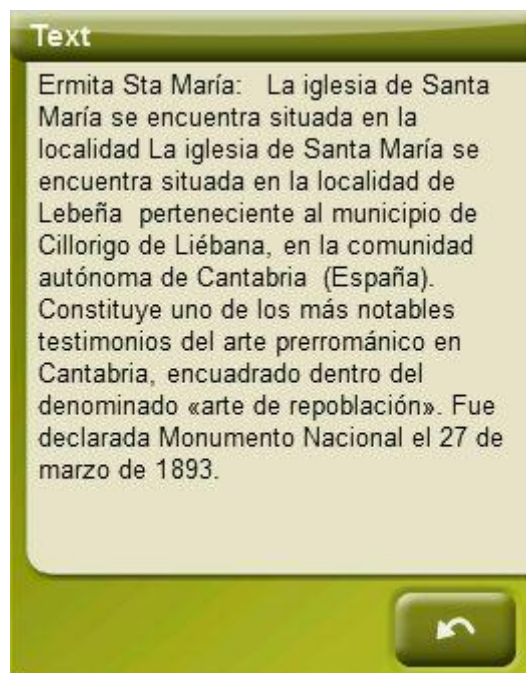 Text
Ermita Sta María:   La iglesia de Santa
María se encuentra situada en la
localidad La iglesia de Santa María se
encuentra situada en la localidad de
Lebeña  perteneciente al municipio de
Cillorigo de Liébana, en la comunidad
autónoma de Cantabria  (España).
Constituye uno de los más notables
testimonios del arte prerrománico en
Cantabria, encuadrado dentro del
denominado «arte de repoblación». Fue
declarada Monumento Nacional el 27 de
marzo de 1893.